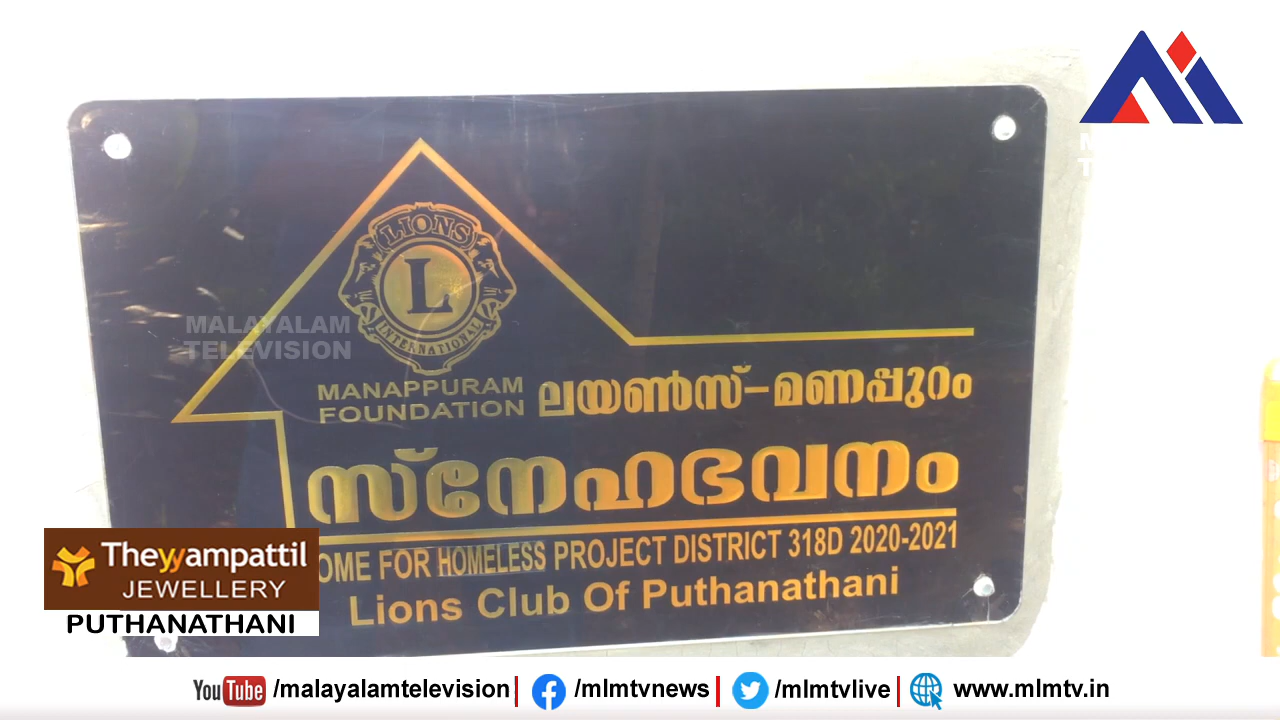 LIONS
L
INTERNATIONAL
MALAYALAM
TELEVISION
MANAPPURAM
FOUNDATION
ലയൺസ്-മണപ്പുറം
സ്നേഹഭവനം
OME FOR HOMELESS PROJECT DISTRICT 318D 2020-2021
Lions Club Of Puthanathani
Theyyampattil
JEWELLERY
PUTHANATHANI
YouTube /malayalamtelevision | /mlmtvnews | /mlmtvlive | www.mlmtv.in